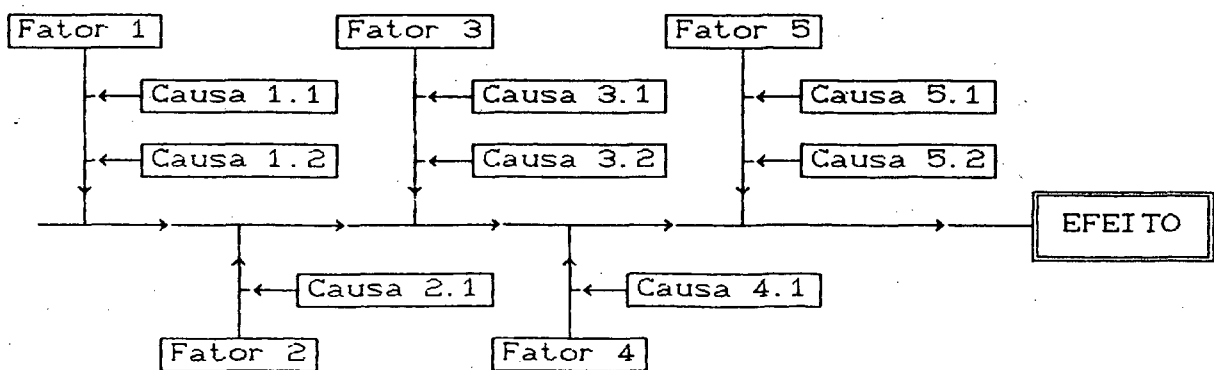 Fator 1
Fator 3
Fator 5
Causa 1.1
Causa 3.1
Causa 5.1
Causa 1.2
Causa 3.2
Causa 5.2
EFEITO
Causa 2.1
Causa 4.1
Fator 2
Fator 4